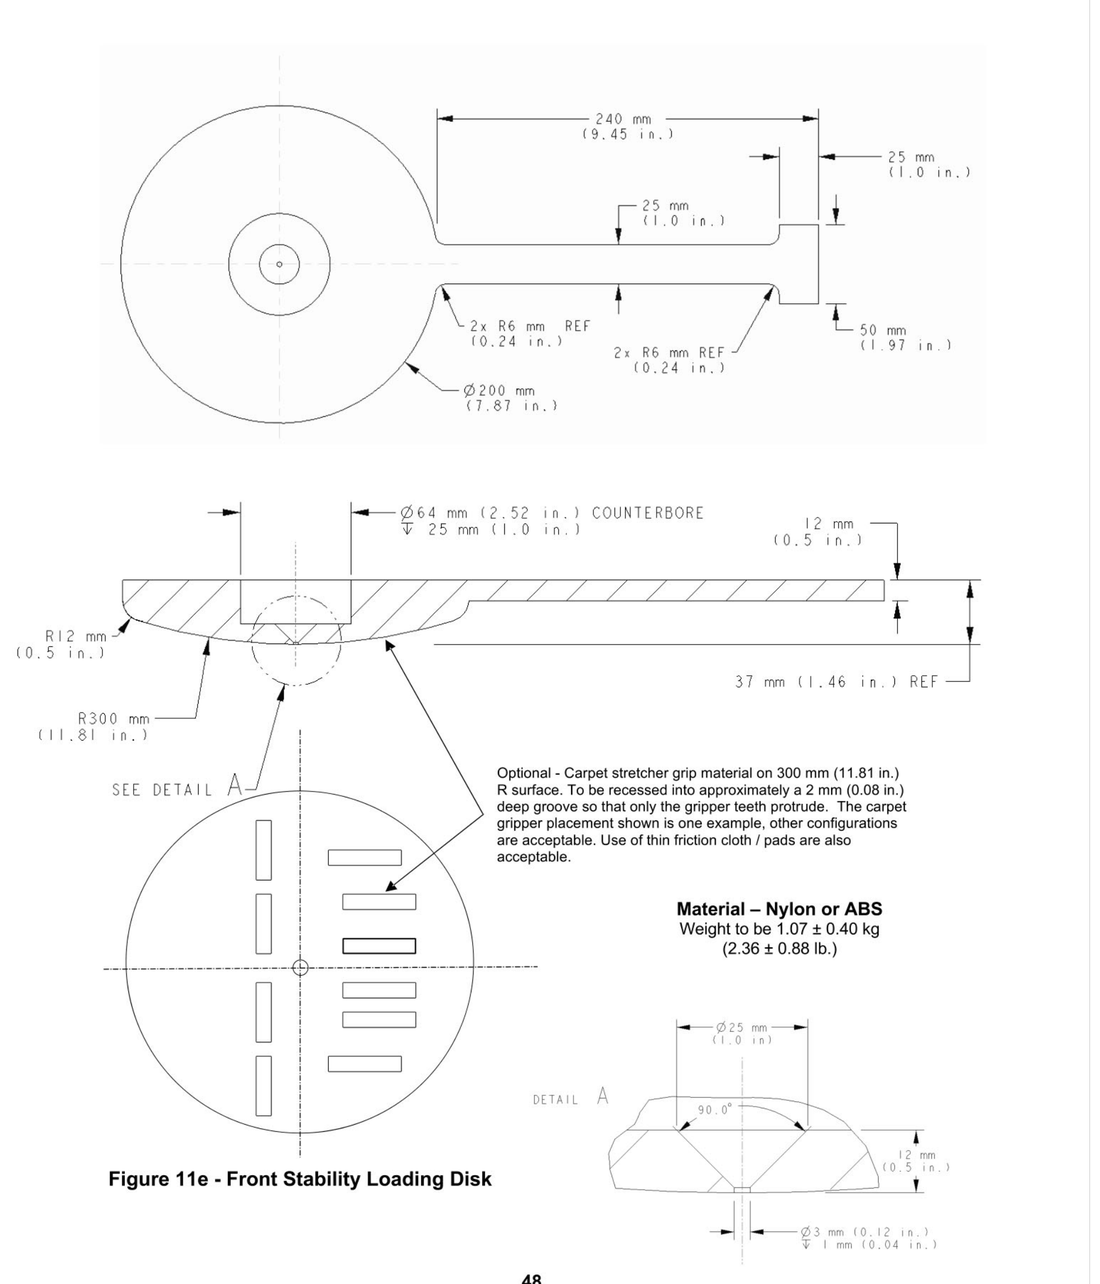 240 mm
(9.45 in.)
25 mm
(1.0 in.)
25 mm
(1.0 in.)
2x R6 mm REF
(0.24 in.)
2x R6 mm REF
(0.24 in.)
50 mm
(1.97 in.)
Ø200 mm
(7.87 in.)
Ø64 mm (2.52 in.) COUNTERBORE
↧ 25 mm (1.0 in.)
12 mm
(0.5 in.)
R12 mm
(0.5 in.)
37 mm (1.46 in.) REF
R300 mm
(11.81 in.)
SEE DETAIL A
Optional - Carpet stretcher grip material on 300 mm (11.81 in.)
R surface. To be recessed into approximately a 2 mm (0.08 in.)
deep groove so that only the gripper teeth protrude. The carpet
gripper placement shown is one example, other configurations
are acceptable. Use of thin friction cloth / pads are also
acceptable.
Material – Nylon or ABS
Weight to be 1.07 ± 0.40 kg
(2.36 ± 0.88 lb.)
Ø25 mm
(1.0 in)
DETAIL A
90.0°
12 mm
(0.5 in.)
Ø3 mm (0.12 in.)
↧ 1 mm (0.04 in.)
Figure 11e - Front Stability Loading Disk
48